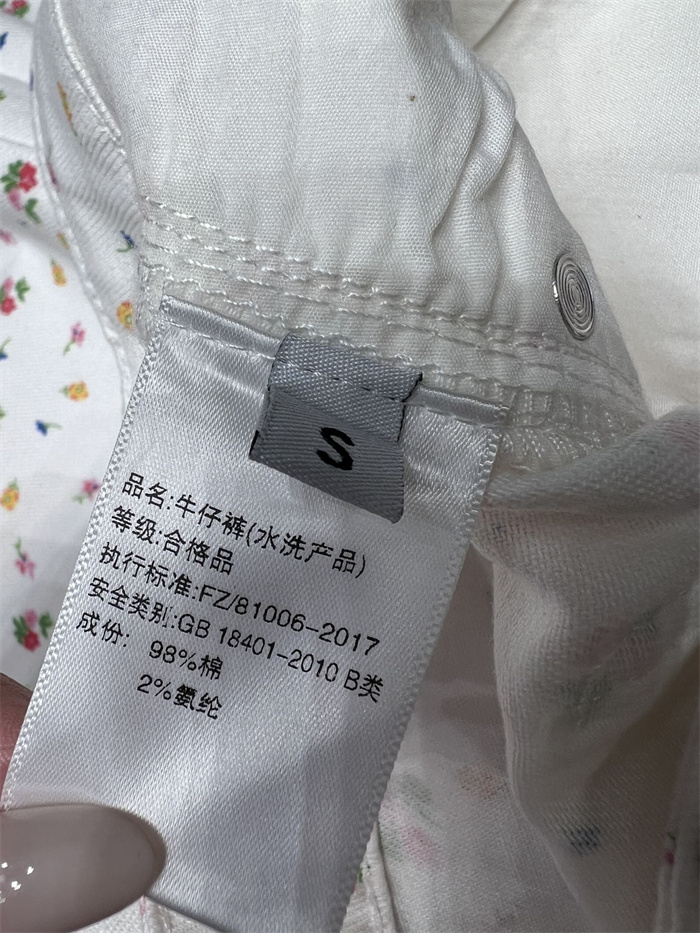 S
品名:牛仔裤(水洗产品)
等级:合格品
执行标准:FZ/81006-2017
安全类别:GB 18401-2010 B类
成份: 98%棉
2%氨纶